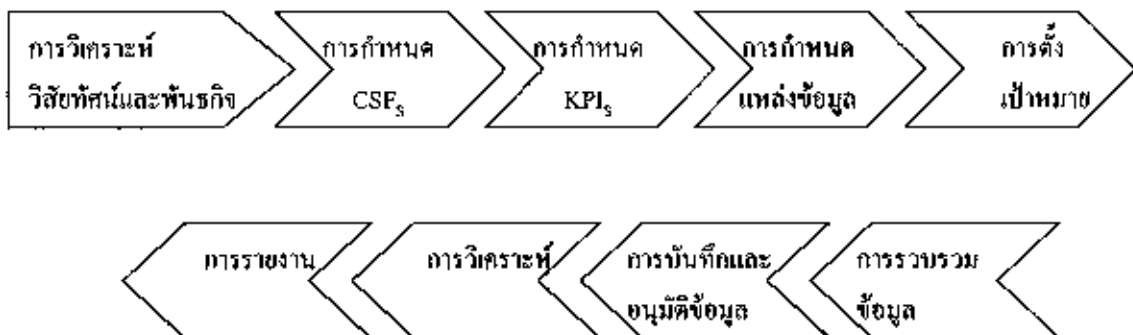 การวิเคราะห์
วิสัยทัศน์และพันธกิจ
การกำหนด
CSFs
การกำหนด
KPIs
การกำหนด
แหล่งข้อมูล
การตั้ง
เป้าหมาย
การรายงาน
การวิเคราะห์
การบันทึกและ
อนุมัติข้อมูล
การรวบรวม
ข้อมูล